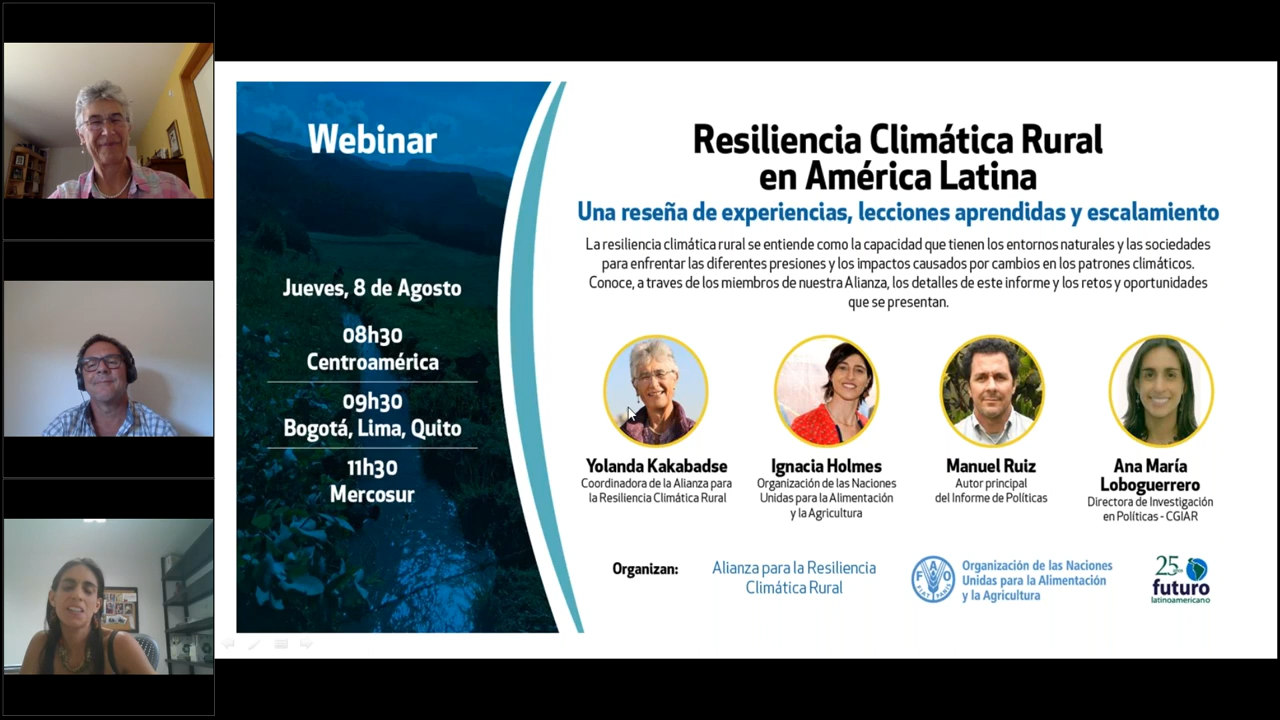 Webinar
Jueves, 8 de Agosto
08h30
Centroamérica
09h30
Bogotá, Lima, Quito
11h30
Mercosur
Resiliencia Climática Rural
en América Latina
Una reseña de experiencias, lecciones aprendidas y escalamiento
La resiliencia climática rural se entiende como la capacidad que tienen los entornos naturales y las sociedades
para enfrentar las diferentes presiones y los impactos causados por cambios en los patrones climáticos.
Conoce, a traves de los miembros de nuestra Alianza, los detalles de este informe y los retos y oportunidades
que se presentan.
Yolanda Kakabadse
Coordinadora de la Alianza para
la Resiliencia Climática Rural
Ignacia Holmes
Organización de las Naciones
Unidas para la Alimentación
y la Agricultura
Manuel Ruiz
Autor principal
del Informe de Políticas
Ana María
Loboguerrero
Directora de Investigación
en Políticas - CGIAR
Organizan:
Alianza para la Resiliencia
Climática Rural
FAO
FIAT PANIS
Organización de las Naciones
Unidas para la Alimentación
y la Agricultura
25
futuro
latinoamericano